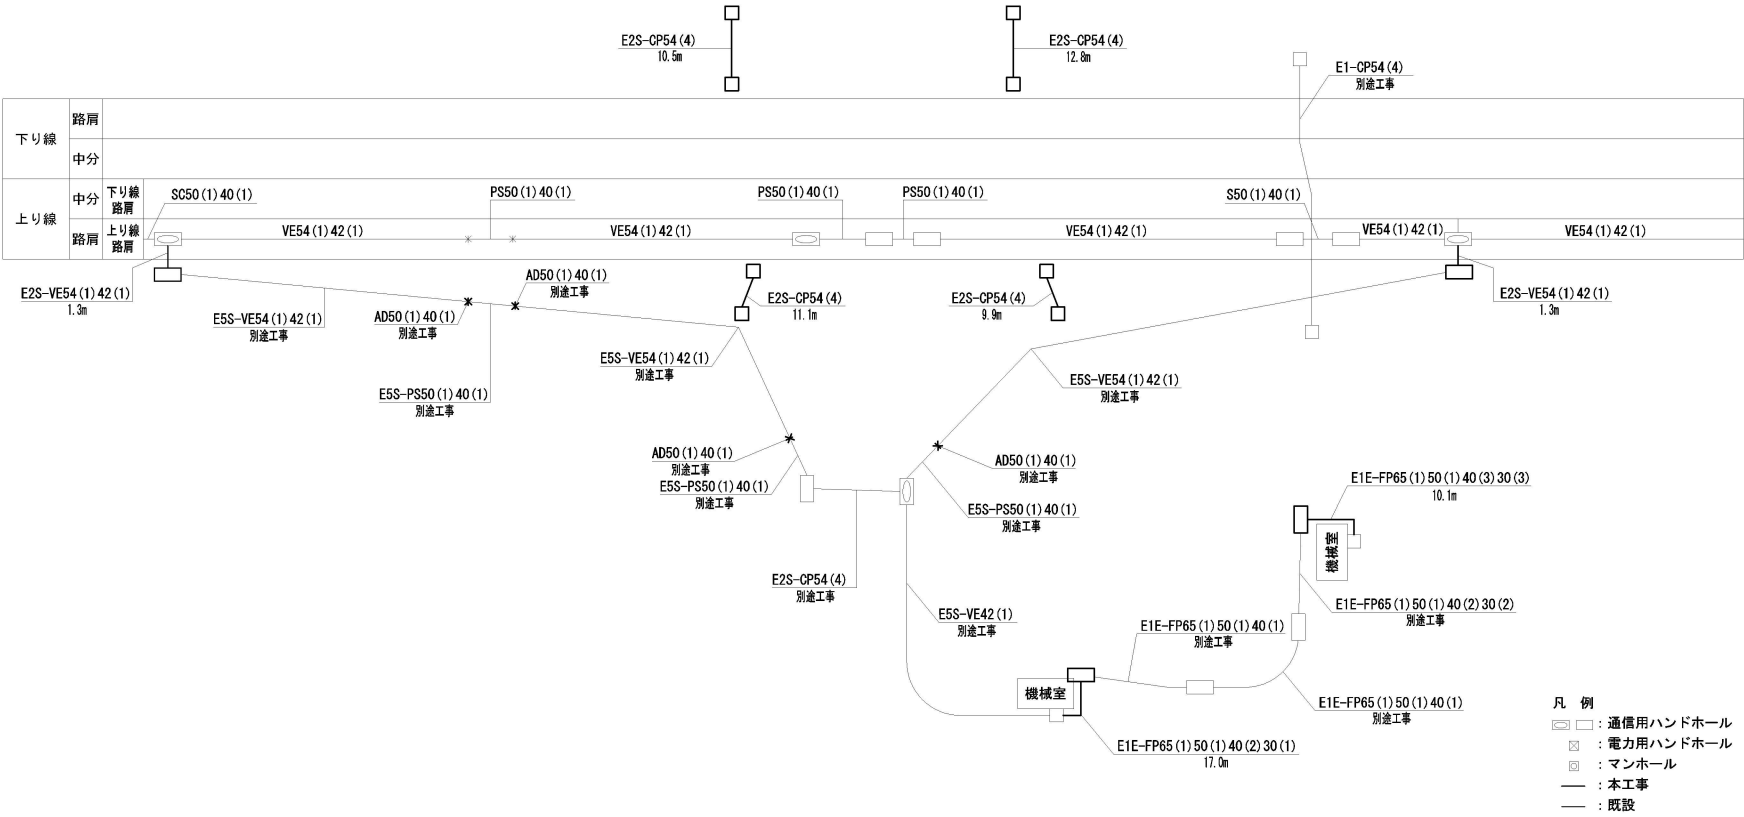 E2S-CP54(4)
10.5m
E2S-CP54(4)
12.8m
E1-CP54(4)
別途工事
下り線
路肩
中分
上り線
中分
下り線
路肩
路肩
上り線
路肩
SC50(1)40(1)
PS50(1)40(1)
PS50(1)40(1)
PS50(1)40(1)
S50(1)40(1)
VE54(1)42(1)
VE54(1)42(1)
VE54(1)42(1)
VE54(1)42(1)
VE54(1)42(1)
E2S-VE54(1)42(1)
1.3m
E5S-VE54(1)42(1)
別途工事
AD50(1)40(1)
別途工事
AD50(1)40(1)
別途工事
E2S-CP54(4)
11.1m
E2S-CP54(4)
9.9m
E2S-VE54(1)42(1)
1.3m
E5S-PS50(1)40(1)
別途工事
E5S-VE54(1)42(1)
別途工事
E5S-VE54(1)42(1)
別途工事
AD50(1)40(1)
別途工事
E5S-PS50(1)40(1)
別途工事
AD50(1)40(1)
別途工事
E5S-PS50(1)40(1)
別途工事
E1E-FP65(1)50(1)40(3)30(3)
10.1m
機械室
E2S-CP54(4)
別途工事
E5S-VE42(1)
別途工事
E1E-FP65(1)50(1)40(2)30(2)
別途工事
E1E-FP65(1)50(1)40(1)
別途工事
機械室
E1E-FP65(1)50(1)40(1)
別途工事
E1E-FP65(1)50(1)40(2)30(1)
17.0m
凡 例
：通信用ハンドホール
：電力用ハンドホール
：マンホール
：本工事
：既設